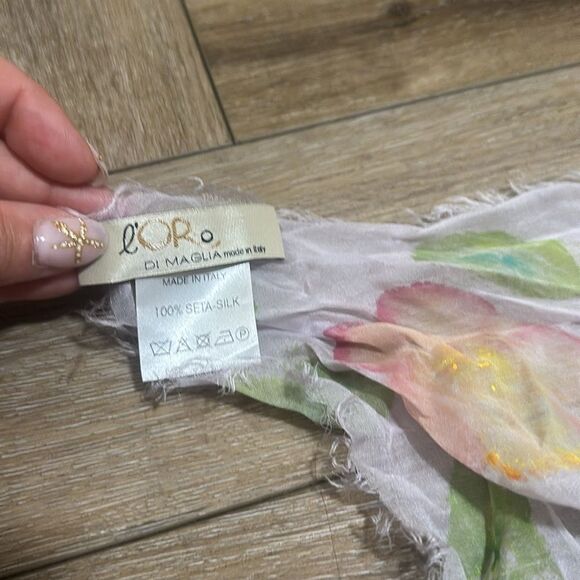 l'ORo
DI MAGLIA made in Italy
MADE IN ITALY
100% SETA-SILK
P